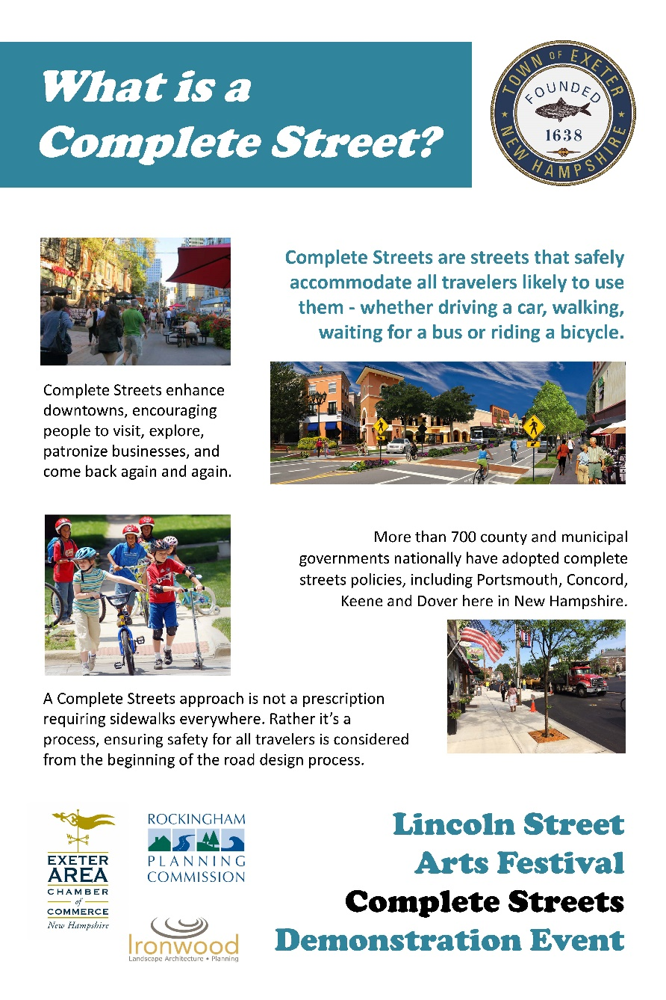 What is a
Complete Street?
TOWN OF EXETER
FOUNDED
1638
NEW HAMPSHIRE
Complete Streets are streets that safely
accommodate all travelers likely to use
them - whether driving a car, walking,
waiting for a bus or riding a bicycle.
Complete Streets enhance
downtowns, encouraging
people to visit, explore,
patronize businesses, and
come back again and again.
More than 700 county and municipal
governments nationally have adopted complete
streets policies, including Portsmouth, Concord,
Keene and Dover here in New Hampshire.
A Complete Streets approach is not a prescription
requiring sidewalks everywhere. Rather it’s a
process, ensuring safety for all travelers is considered
from the beginning of the road design process.
EXETER
AREA
CHAMBER
of
COMMERCE
New Hampshire
ROCKINGHAM
PLANNING
COMMISSION
Ironwood
Landscape Architecture • Planning
Lincoln Street
Arts Festival
Complete Streets
Demonstration Event